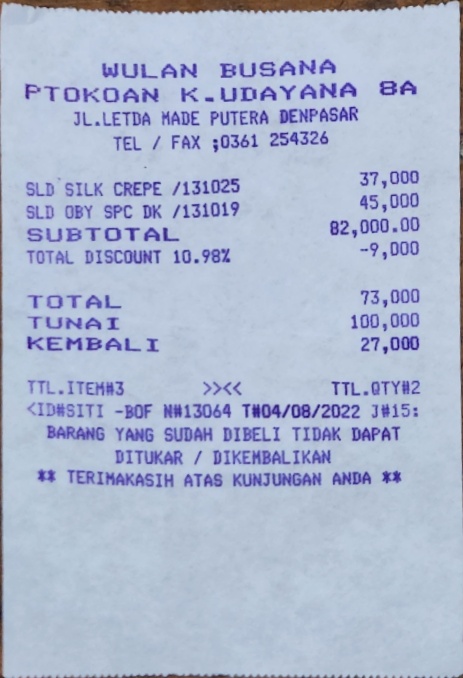 WULAN BUSANA
PTOKOAN K.UDAYANA 8A
JL.LETDA MADE PUTERA DENPASAR
TEL / FAX ;0361 254326
SLD SILK CREPE /131025 37,000
SLD OBY SPC DK /131019 45,000
SUBTOTAL 82,000.00
TOTAL DISCOUNT 10.98% -9,000
TOTAL 73,000
TUNAI 100,000
KEMBALI 27,000
TTL.ITEM#3 >><< TTL.QTY#2
<ID#SITI -BOF N#13064 T#04/08/2022 J#15:
BARANG YANG SUDAH DIBELI TIDAK DAPAT
DITUKAR / DIKEMBALIKAN
** TERIMAKASIH ATAS KUNJUNGAN ANDA **